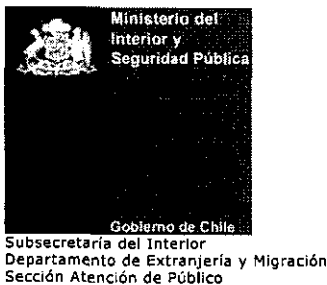 Ministerio del
Interior y
Seguridad Pública
Gobierno de Chile
Subsecretaría del Interior
Departamento de Extranjería y Migración
Sección Atención de Público